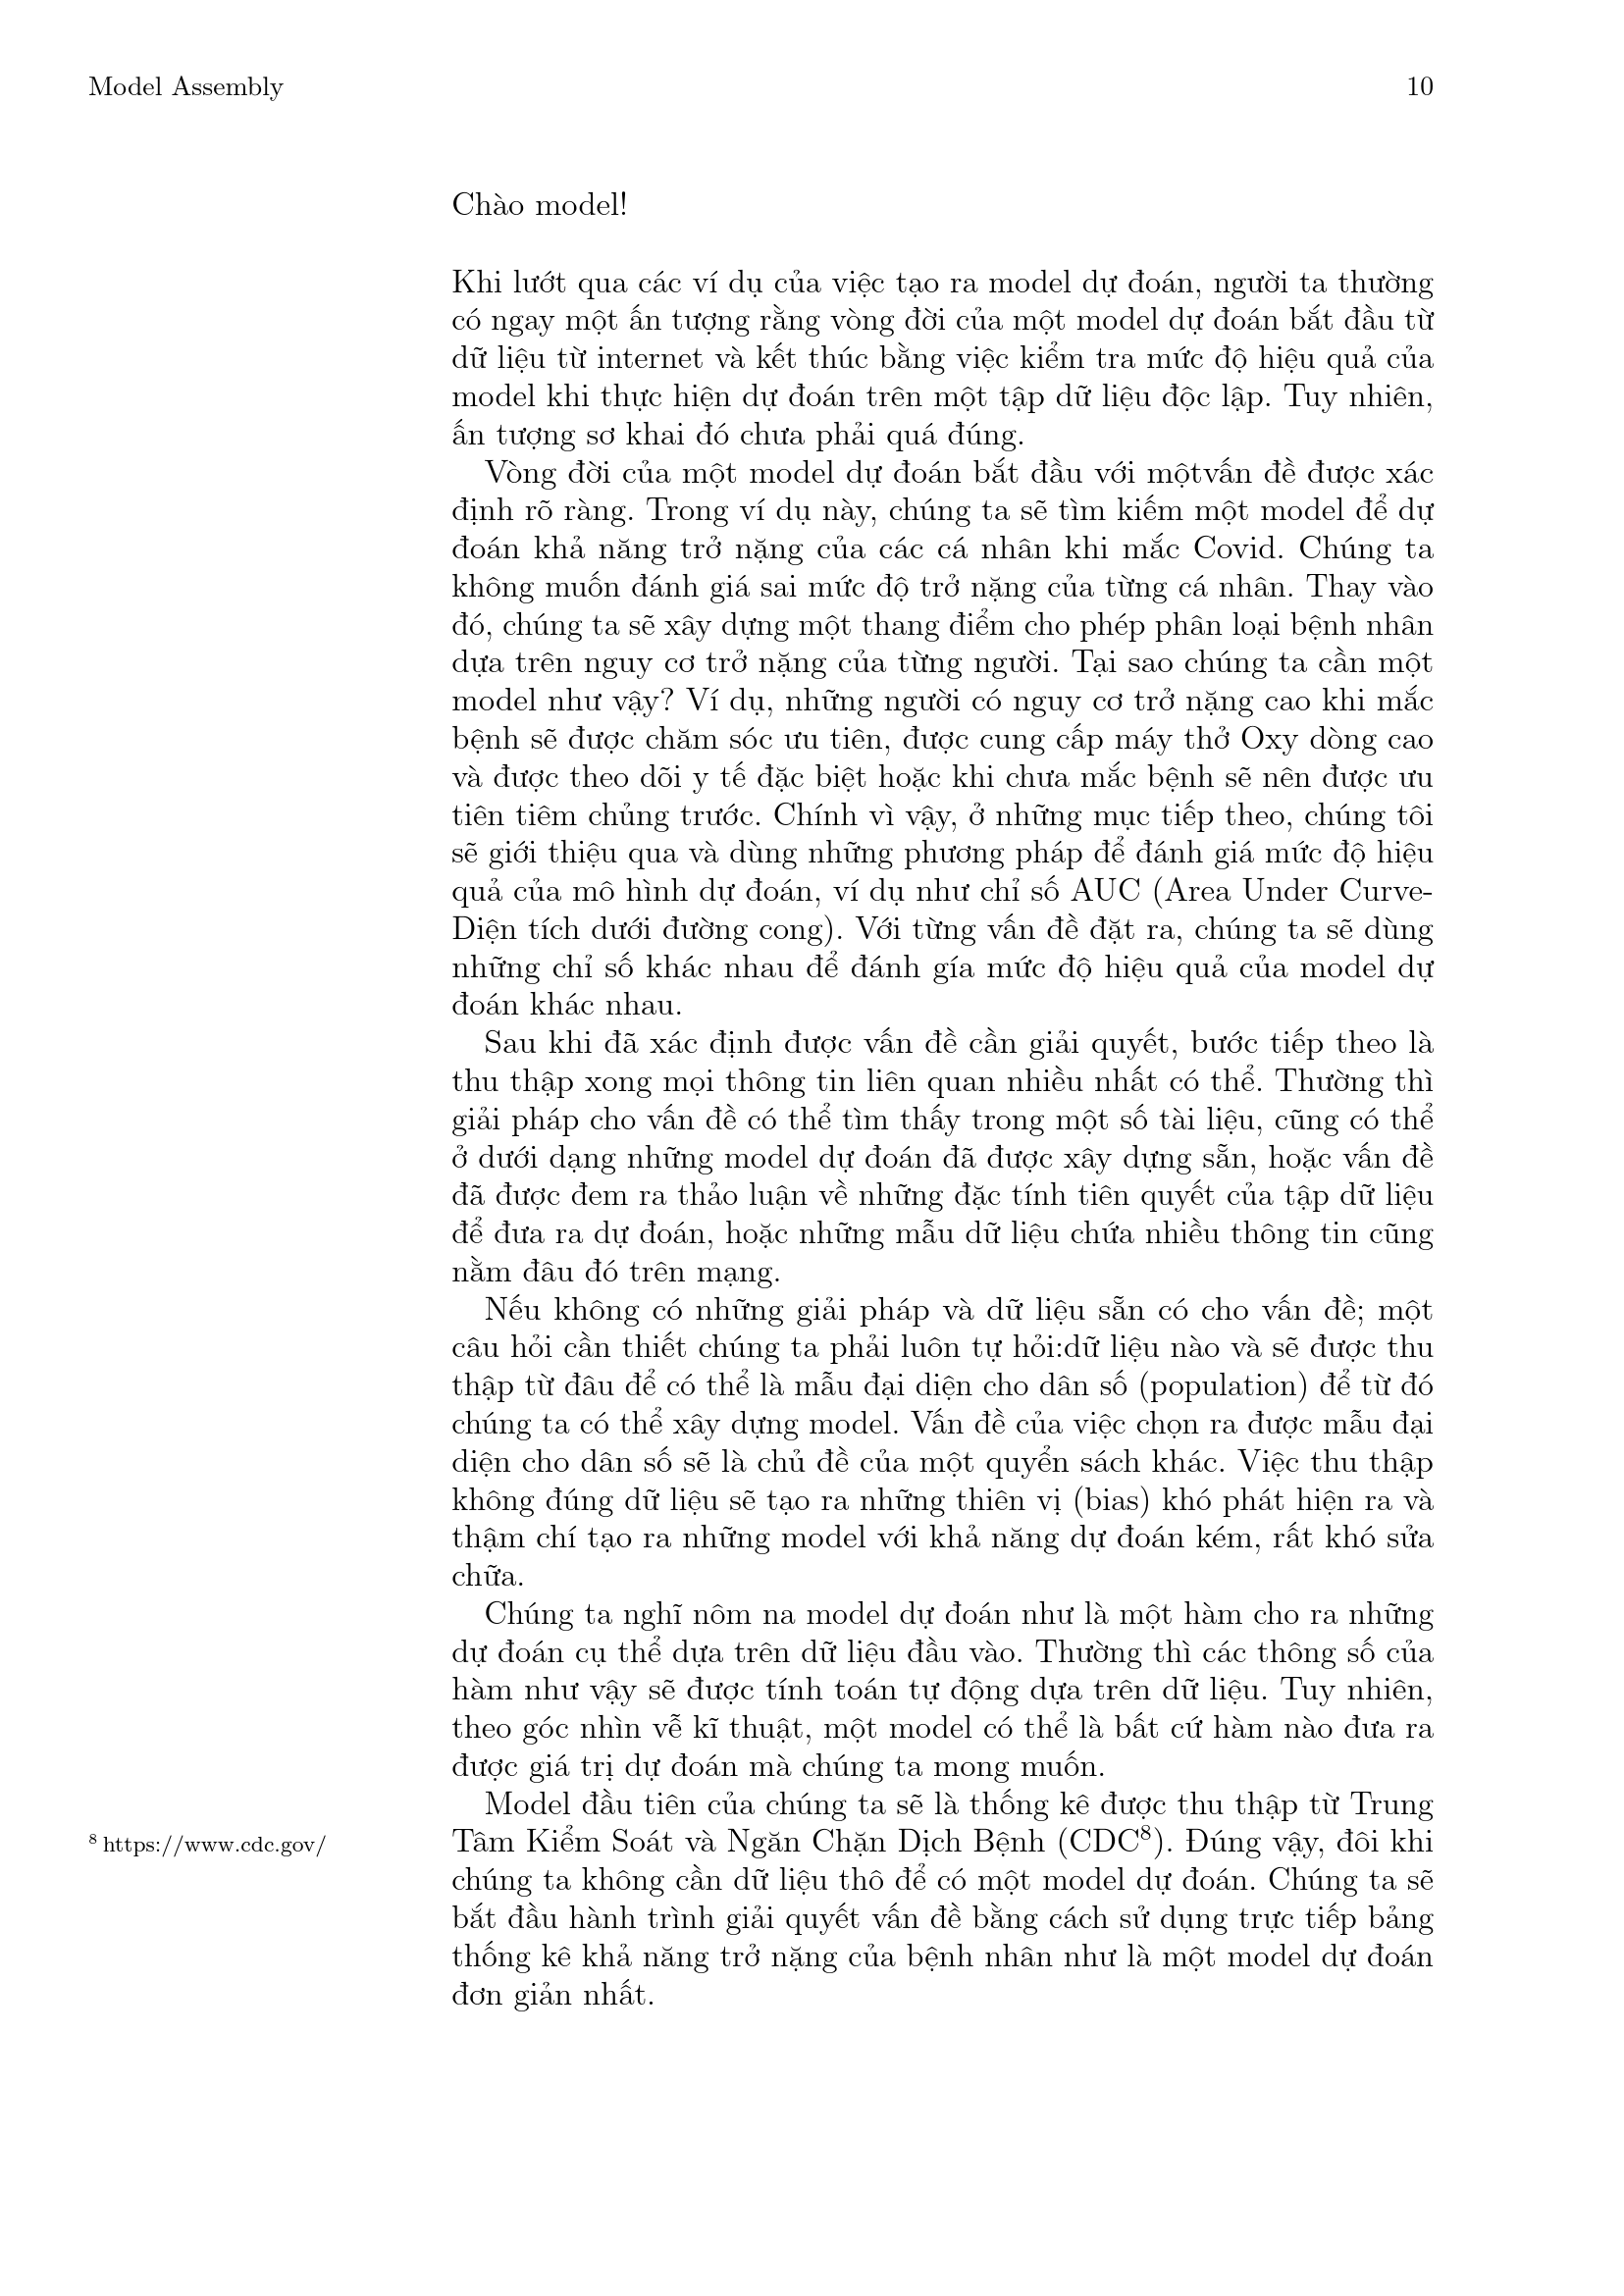 Model Assembly 10
Chào model!
Khi lướt qua các ví dụ của việc tạo ra model dự đoán, người ta thường
có ngay một ấn tượng rằng vòng đời của một model dự đoán bắt đầu từ
dữ liệu từ internet và kết thúc bằng việc kiểm tra mức độ hiệu quả của
model khi thực hiện dự đoán trên một tập dữ liệu độc lập. Tuy nhiên,
ấn tượng sơ khai đó chưa phải quá đúng.
Vòng đời của một model dự đoán bắt đầu với mộtvấn đề được xác
định rõ ràng. Trong ví dụ này, chúng ta sẽ tìm kiếm một model để dự
đoán khả năng trở nặng của các cá nhân khi mắc Covid. Chúng ta
không muốn đánh giá sai mức độ trở nặng của từng cá nhân. Thay vào
đó, chúng ta sẽ xây dựng một thang điểm cho phép phân loại bệnh nhân
dựa trên nguy cơ trở nặng của từng người. Tại sao chúng ta cần một
model như vậy? Ví dụ, những người có nguy cơ trở nặng cao khi mắc
bệnh sẽ được chăm sóc ưu tiên, được cung cấp máy thở Oxy dòng cao
và được theo dõi y tế đặc biệt hoặc khi chưa mắc bệnh sẽ nên được ưu
tiên tiêm chủng trước. Chính vì vậy, ở những mục tiếp theo, chúng tôi
sẽ giới thiệu qua và dùng những phương pháp để đánh giá mức độ hiệu
quả của mô hình dự đoán, ví dụ như chỉ số AUC (Area Under Curve-
Diện tích dưới đường cong). Với từng vấn đề đặt ra, chúng ta sẽ dùng
những chỉ số khác nhau để đánh gía mức độ hiệu quả của model dự
đoán khác nhau.
Sau khi đã xác định được vấn đề cần giải quyết, bước tiếp theo là
thu thập xong mọi thông tin liên quan nhiều nhất có thể. Thường thì
giải pháp cho vấn đề có thể tìm thấy trong một số tài liệu, cũng có thể
ở dưới dạng những model dự đoán đã được xây dựng sẵn, hoặc vấn đề
đã được đem ra thảo luận về những đặc tính tiên quyết của tập dữ liệu
để đưa ra dự đoán, hoặc những mẫu dữ liệu chứa nhiều thông tin cũng
nằm đâu đó trên mạng.
Nếu không có những giải pháp và dữ liệu sẵn có cho vấn đề; một
câu hỏi cần thiết chúng ta phải luôn tự hỏi:dữ liệu nào và sẽ được thu
thập từ đâu để có thể là mẫu đại diện cho dân số (population) để từ đó
chúng ta có thể xây dựng model. Vấn đề của việc chọn ra được mẫu đại
diện cho dân số sẽ là chủ đề của một quyển sách khác. Việc thu thập
không đúng dữ liệu sẽ tạo ra những thiên vị (bias) khó phát hiện ra và
thậm chí tạo ra những model với khả năng dự đoán kém, rất khó sửa
chữa.
Chúng ta nghĩ nôm na model dự đoán như là một hàm cho ra những
dự đoán cụ thể dựa trên dữ liệu đầu vào. Thường thì các thông số của
hàm như vậy sẽ được tính toán tự động dựa trên dữ liệu. Tuy nhiên,
theo góc nhìn vễ kĩ thuật, một model có thể là bất cứ hàm nào đưa ra
được giá trị dự đoán mà chúng ta mong muốn.
Model đầu tiên của chúng ta sẽ là thống kê được thu thập từ Trung
Tâm Kiểm Soát và Ngăn Chặn Dịch Bệnh (CDC⁸). Đúng vậy, đôi khi
chúng ta không cần dữ liệu thô để có một model dự đoán. Chúng ta sẽ
bắt đầu hành trình giải quyết vấn đề bằng cách sử dụng trực tiếp bảng
thống kê khả năng trở nặng của bệnh nhân như là một model dự đoán
đơn giản nhất.
⁸ https://www.cdc.gov/